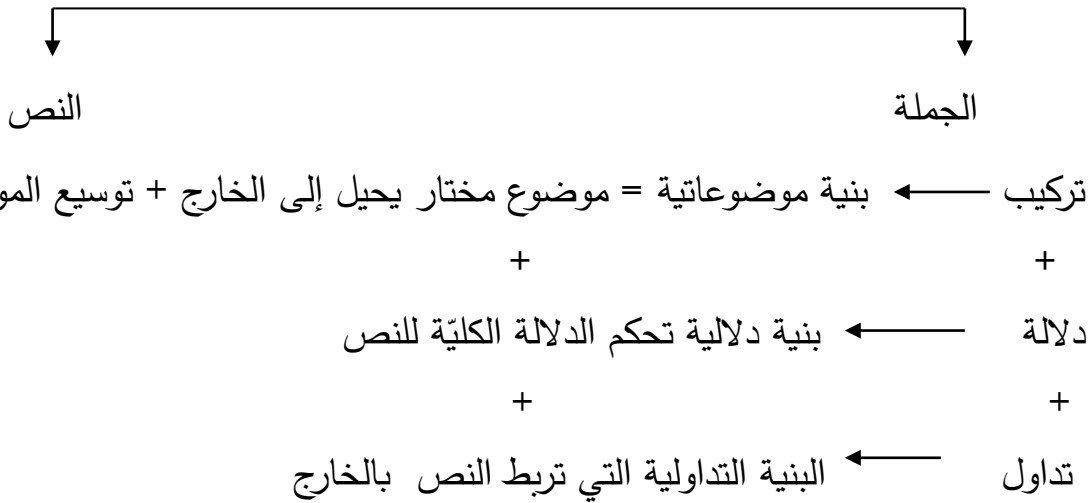 الجملة النص
تركيب بنية موضوعاتية = موضوع مختار يحيل إلى الخارج + توسيع
+ +
دلالة بنية دلالية تحكم الدلالة الكليّة للنص
+ +
تداول البنية التداولية التي تربط النص بالخارج